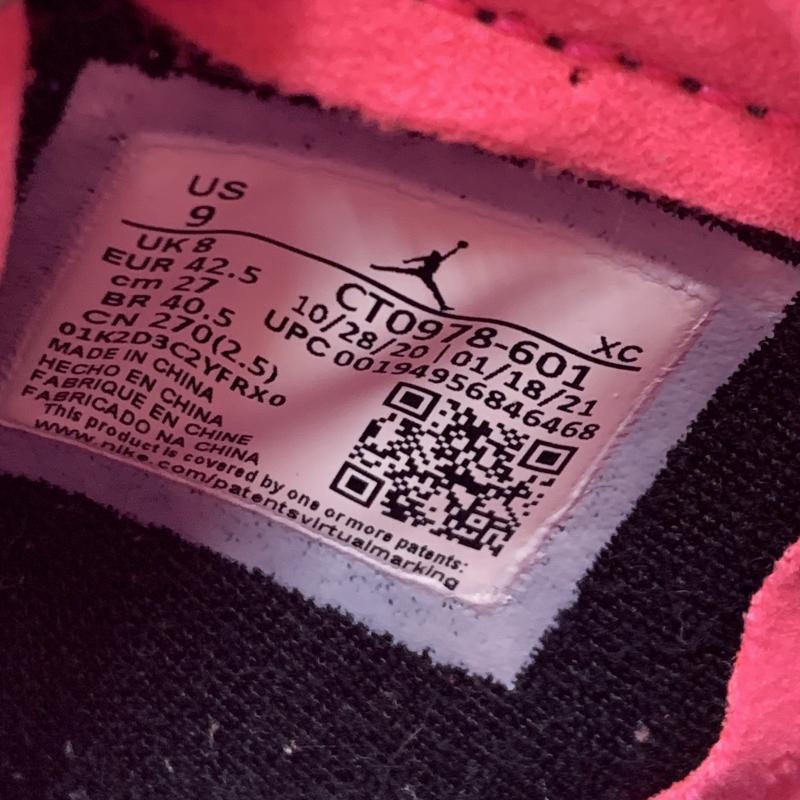 US
9
UK 8
EUR 42.5
cm 27
BR 40.5
CN 270(2.5)
01K2D3C2YFRX0
MADE IN CHINA
HECHO EN CHINA
FABRIQUE EN CHINE
FABRICADO NA CHINA
This product is covered by one or more patents:
www.nike.com/patentsvirtualmarking
XC
CT0978-601
10/28/20 | 01/18/21
UPC 00194956846468